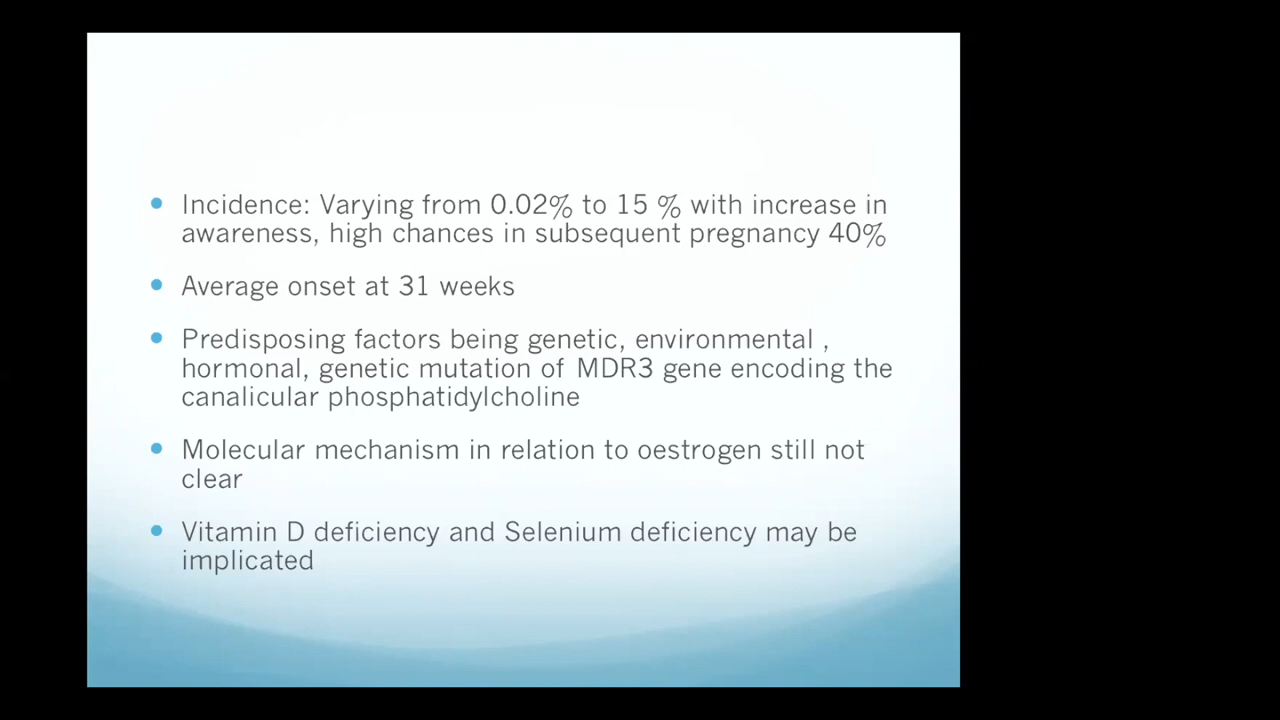 • Incidence: Varying from 0.02% to 15 % with increase in
awareness, high chances in subsequent pregnancy 40%
• Average onset at 31 weeks
• Predisposing factors being genetic, environmental ,
hormonal, genetic mutation of MDR3 gene encoding the
canalicular phosphatidylcholine
• Molecular mechanism in relation to oestrogen still not
clear
• Vitamin D deficiency and Selenium deficiency may be
implicated